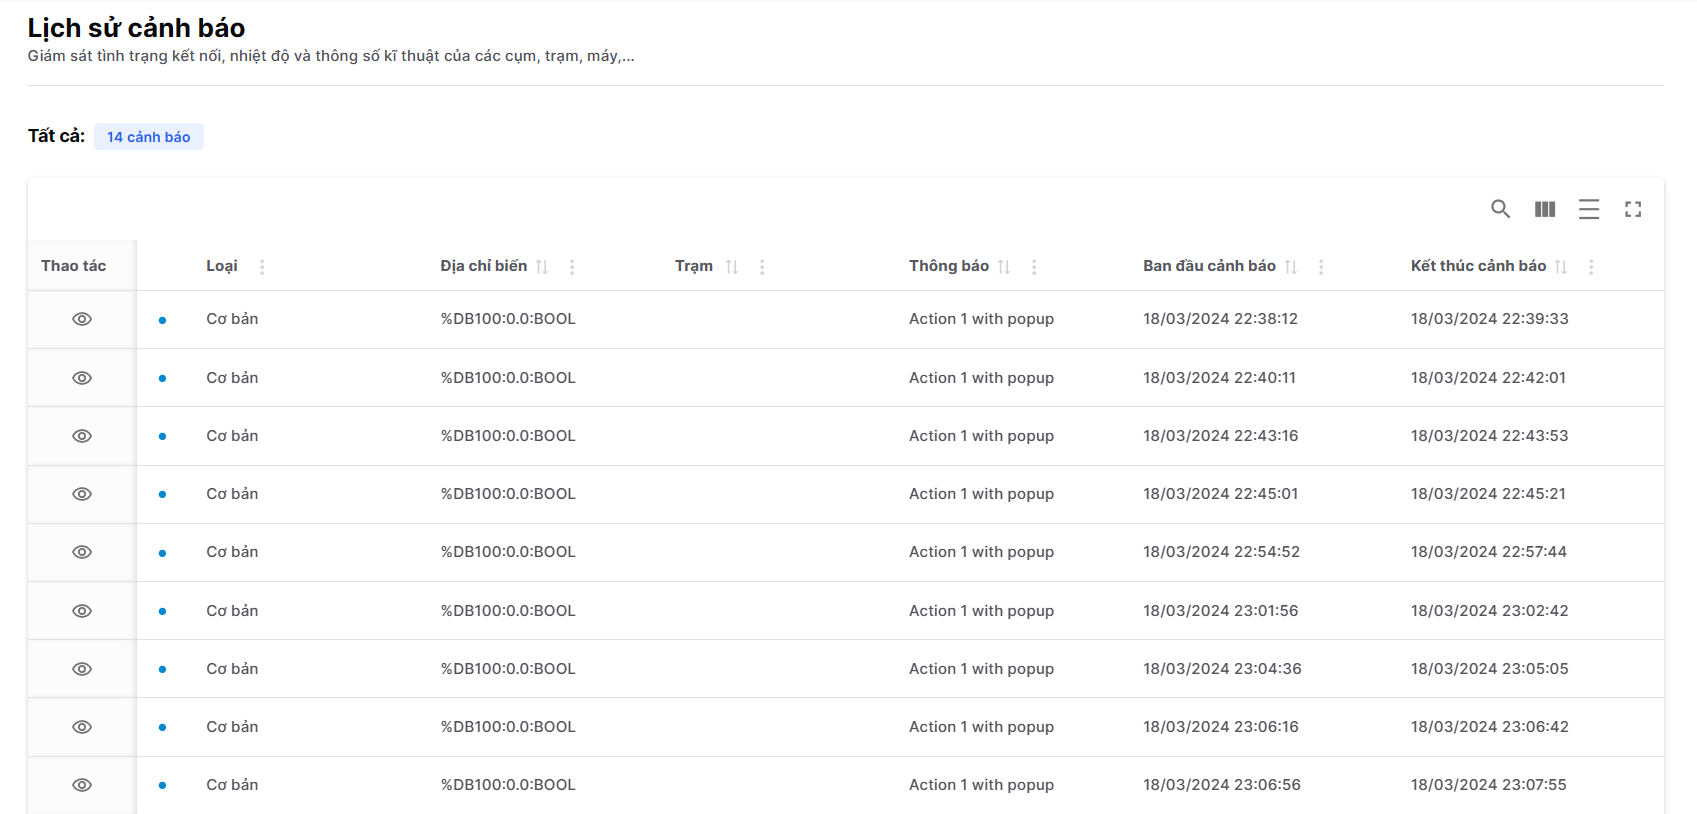 Lịch sử cảnh báo
Giám sát tình trạng kết nối, nhiệt độ và thông số kĩ thuật của các cụm, trạm, máy,...
Tất cả: 14 cảnh báo
Thao tác Loại Địa chỉ biến Trạm Thông báo Ban đầu cảnh báo Kết thúc cảnh báo
Cơ bản %DB100:0.0:BOOL Action 1 with popup 18/03/2024 22:38:12 18/03/2024 22:39:33
Cơ bản %DB100:0.0:BOOL Action 1 with popup 18/03/2024 22:40:11 18/03/2024 22:42:01
Cơ bản %DB100:0.0:BOOL Action 1 with popup 18/03/2024 22:43:16 18/03/2024 22:43:53
Cơ bản %DB100:0.0:BOOL Action 1 with popup 18/03/2024 22:45:01 18/03/2024 22:45:21
Cơ bản %DB100:0.0:BOOL Action 1 with popup 18/03/2024 22:54:52 18/03/2024 22:57:44
Cơ bản %DB100:0.0:BOOL Action 1 with popup 18/03/2024 23:01:56 18/03/2024 23:02:42
Cơ bản %DB100:0.0:BOOL Action 1 with popup 18/03/2024 23:04:36 18/03/2024 23:05:05
Cơ bản %DB100:0.0:BOOL Action 1 with popup 18/03/2024 23:06:16 18/03/2024 23:06:42
Cơ bản %DB100:0.0:BOOL Action 1 with popup 18/03/2024 23:06:56 18/03/2024 23:07:55